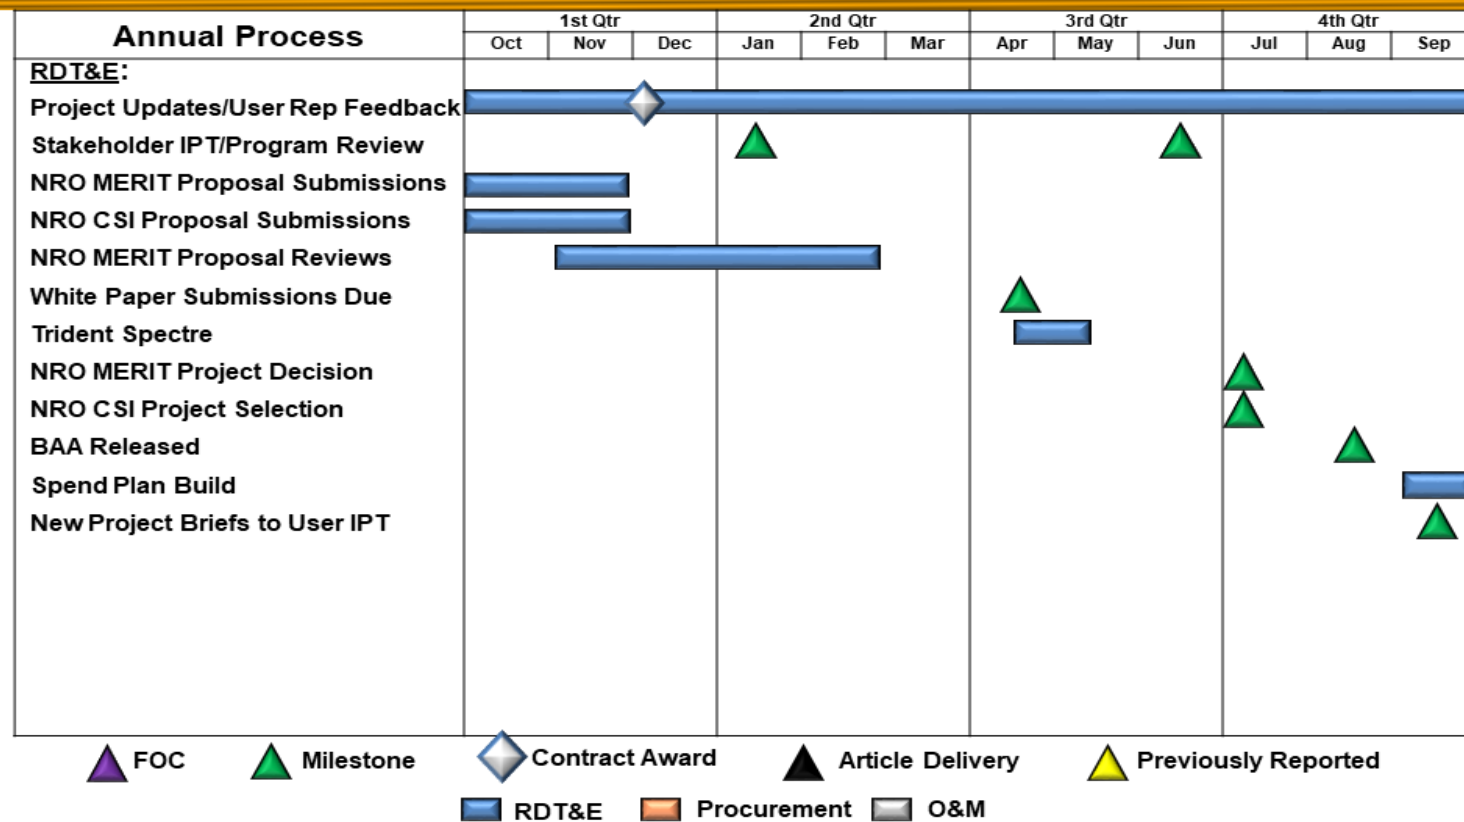 Annual Process
1st Qtr 2nd Qtr 3rd Qtr 4th Qtr
Oct Nov Dec Jan Feb Mar Apr May Jun Jul Aug Sep
RDT&E:
Project Updates/User Rep Feedback
Stakeholder IPT/Program Review
NRO MERIT Proposal Submissions
NRO CSI Proposal Submissions
NRO MERIT Proposal Reviews
White Paper Submissions Due
Trident Spectre
NRO MERIT Project Decision
NRO CSI Project Selection
BAA Released
Spend Plan Build
New Project Briefs to User IPT
FOC Milestone Contract Award Article Delivery Previously Reported
RDT&E Procurement O&M